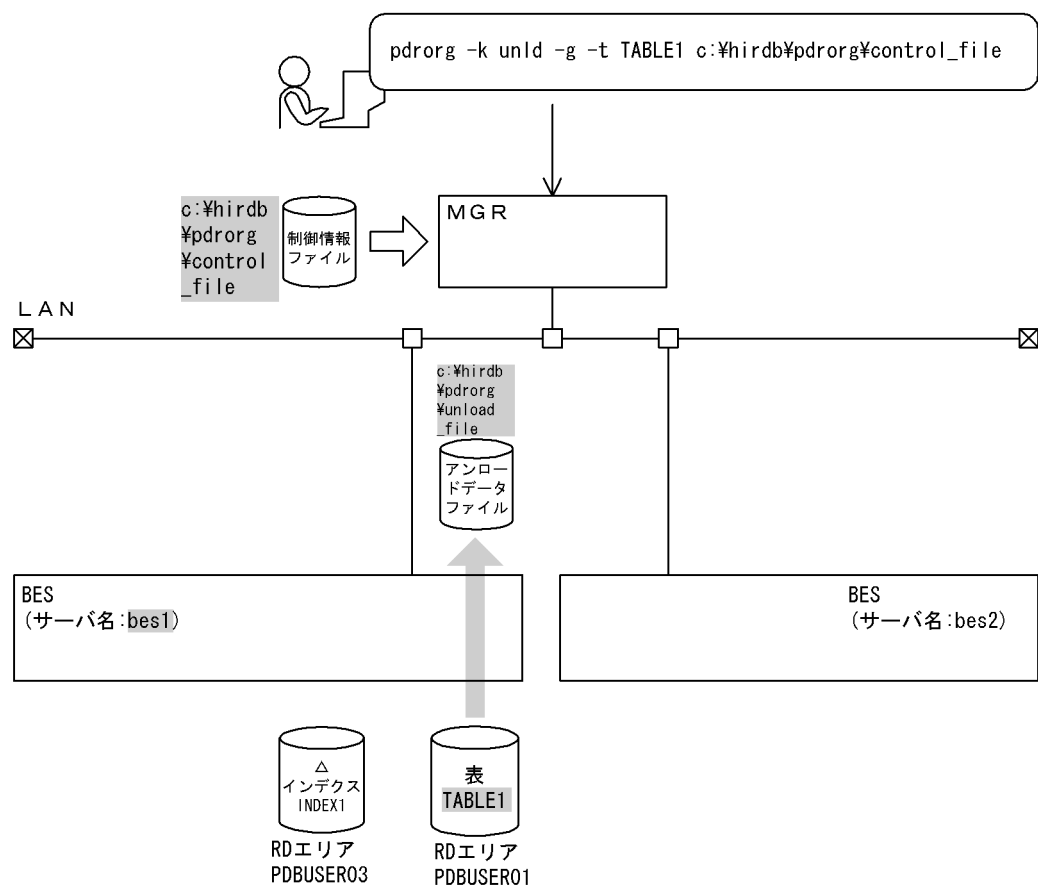 pdrorg -k unld -g -t TABLE1 c:¥hirdb¥pdrorg¥control_file
c:¥hirdb
¥pdrorg
¥control
_file
制御情報
ファイル
ＭＧＲ
ＬＡＮ
c:¥hirdb
¥pdrorg
¥unload
_file
アンロー
ドデータ
ファイル
BES
(サーバ名:bes1)
BES
(サーバ名:bes2)
△
インデクス
INDEX1
表
TABLE1
RDエリア
PDBUSER03
RDエリア
PDBUSER01